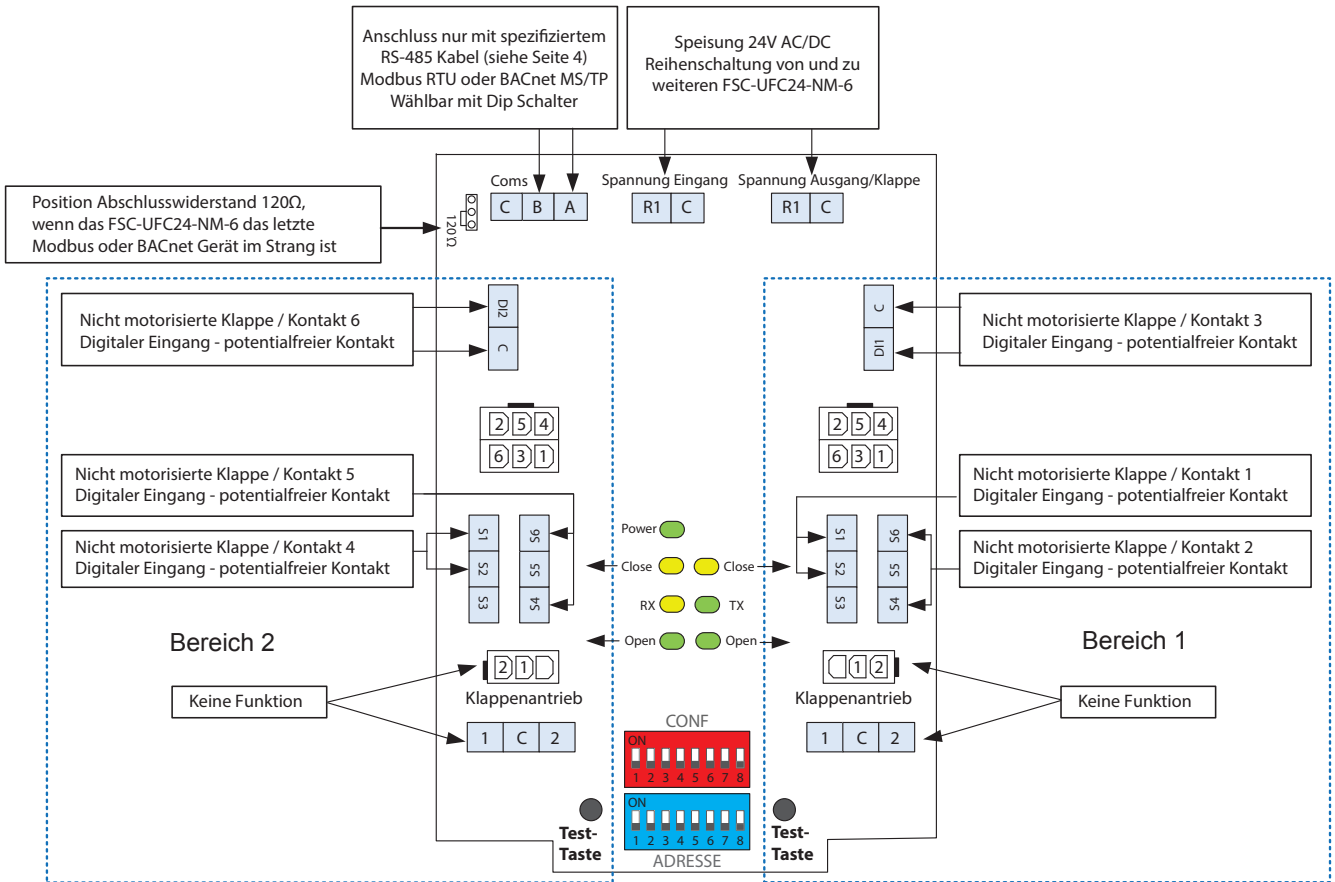 Anschluss nur mit spezifiziertem
RS-485 Kabel (siehe Seite 4)
Modbus RTU oder BACnet MS/TP
Wählbar mit Dip Schalter
Speisung 24V AC/DC
Reihenschaltung von und zu
weiteren FSC-UFC24-NM-6
Position Abschlusswiderstand 120Ω,
wenn das FSC-UFC24-NM-6 das letzte
Modbus oder BACnet Gerät im Strang ist
120Ω
Coms
C B A
Spannung Eingang
R1 C
Spannung Ausgang/Klappe
R1 C
Nicht motorisierte Klappe / Kontakt 6
Digitaler Eingang - potentialfreier Kontakt
DI2
C
C
DI1
Nicht motorisierte Klappe / Kontakt 3
Digitaler Eingang - potentialfreier Kontakt
2 5 4
6 3 1
2 5 4
6 3 1
Nicht motorisierte Klappe / Kontakt 5
Digitaler Eingang - potentialfreier Kontakt
Nicht motorisierte Klappe / Kontakt 4
Digitaler Eingang - potentialfreier Kontakt
S1 S6
S2 S5
S3 S4
Power
Close Close
RX TX
Open Open
S1 S6
S2 S5
S3 S4
Nicht motorisierte Klappe / Kontakt 1
Digitaler Eingang - potentialfreier Kontakt
Nicht motorisierte Klappe / Kontakt 2
Digitaler Eingang - potentialfreier Kontakt
Bereich 2
Bereich 1
2 1
Klappenantrieb
1 C 2
Keine Funktion
1 2
Klappenantrieb
1 C 2
Keine Funktion
CONF
ON
1 2 3 4 5 6 7 8
ON
1 2 3 4 5 6 7 8
ADRESSE
Test-
Taste
Test-
Taste